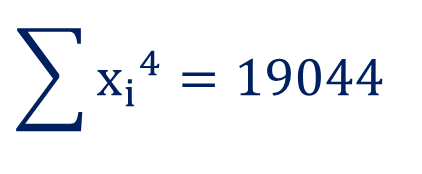 ∑ xᵢ⁴ = 19044